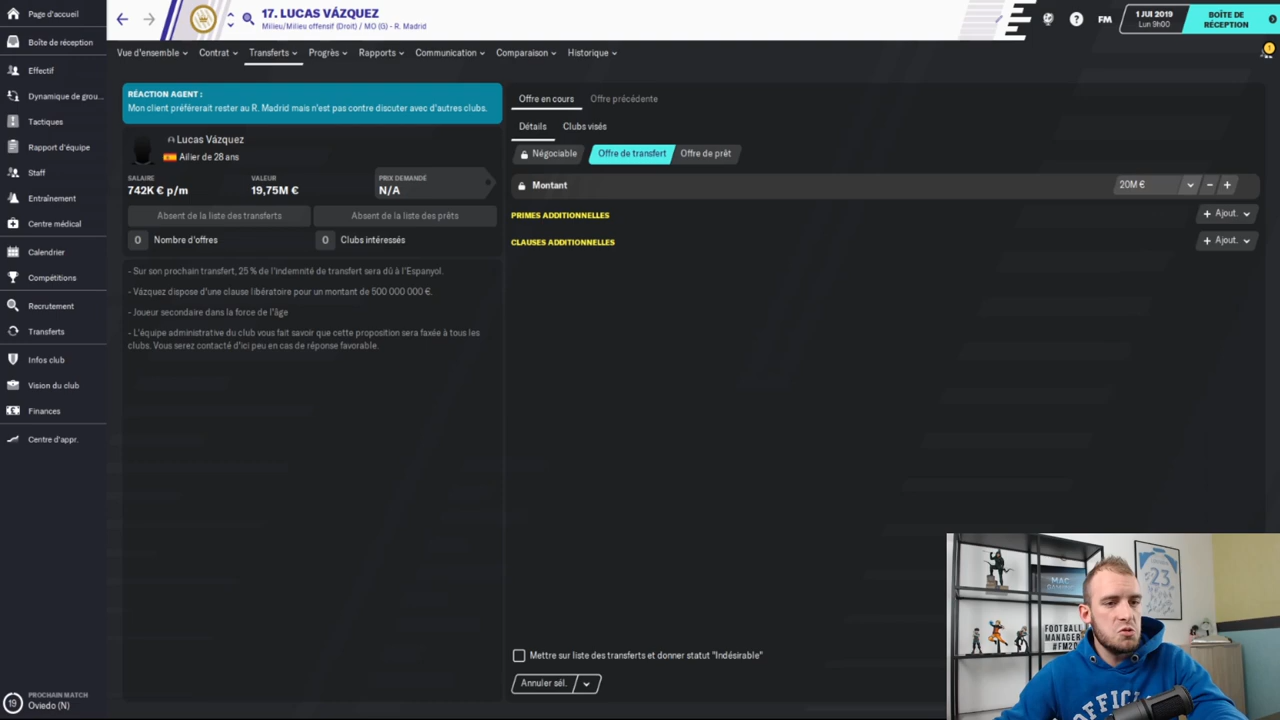 Page d'accueil
Boîte de réception
Effectif
Dynamique de grou...
Tactiques
Rapport d'équipe
Staff
Entraînement
Centre médical
Calendrier
Compétitions
Recrutement
Transferts
Infos club
Vision du club
Finances
Centre d'appr.
19
PROCHAIN MATCH
Oviedo (N)
17. LUCAS VÁZQUEZ
Milieu/Milieu offensif (Droit) / MO (G) - R. Madrid
FM
1 JUI 2019
Lun 9h00
BOÎTE DE
RÉCEPTION
Vue d'ensemble
Contrat
Transferts
Progrès
Rapports
Communication
Comparaison
Historique
RÉACTION AGENT :
Mon client préférerait rester au R. Madrid mais n'est pas contre discuter avec d'autres clubs.
Lucas Vázquez
Ailier de 28 ans
SALAIRE
742K € p/m
VALEUR
19,75M €
PRIX DEMANDÉ
N/A
Absent de la liste des transferts
Absent de la liste des prêts
0 Nombre d'offres
0 Clubs intéressés
- Sur son prochain transfert, 25 % de l'indemnité de transfert sera dû à l'Espanyol.
- Vázquez dispose d'une clause libératoire pour un montant de 500 000 000 €.
- Joueur secondaire dans la force de l'âge
- L'équipe administrative du club vous fait savoir que cette proposition sera faxée à tous les
clubs. Vous serez contacté d'ici peu en cas de réponse favorable.
Offre en cours
Offre précédente
Détails
Clubs visés
Négociable
Offre de transfert
Offre de prêt
Montant
20M €
PRIMES ADDITIONNELLES
+ Ajout.
CLAUSES ADDITIONNELLES
+ Ajout.
Mettre sur liste des transferts et donner statut "Indésirable"
Annuler sél.
MAC
23
FOOTBALL
MANAGER
#FM20